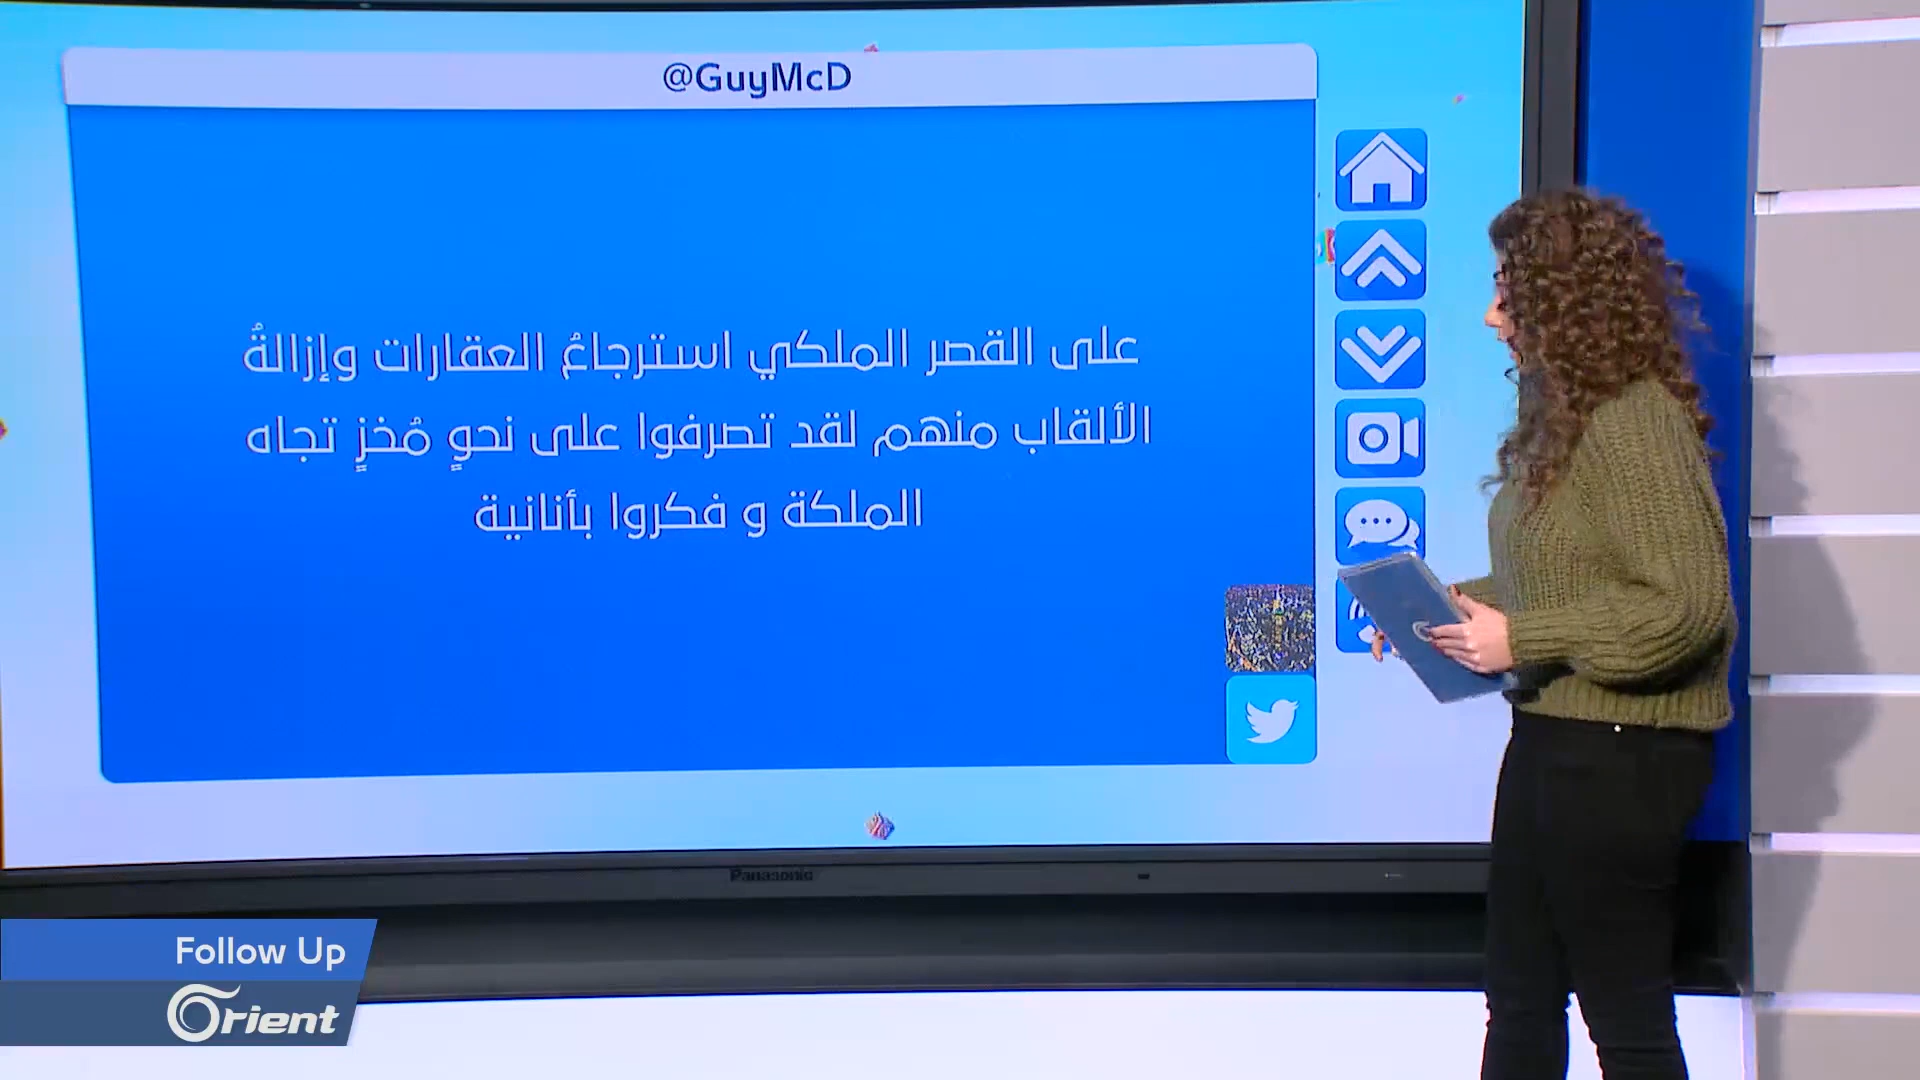 @GuyMcD
على القصر الملكي استرجاعُ العقارات وإزالةُ
الألقاب منهم لقد تصرفوا على نحوٍ مُخزٍ تجاه
الملكة و فكروا بأنانية
Panasonic
Follow Up
Orient